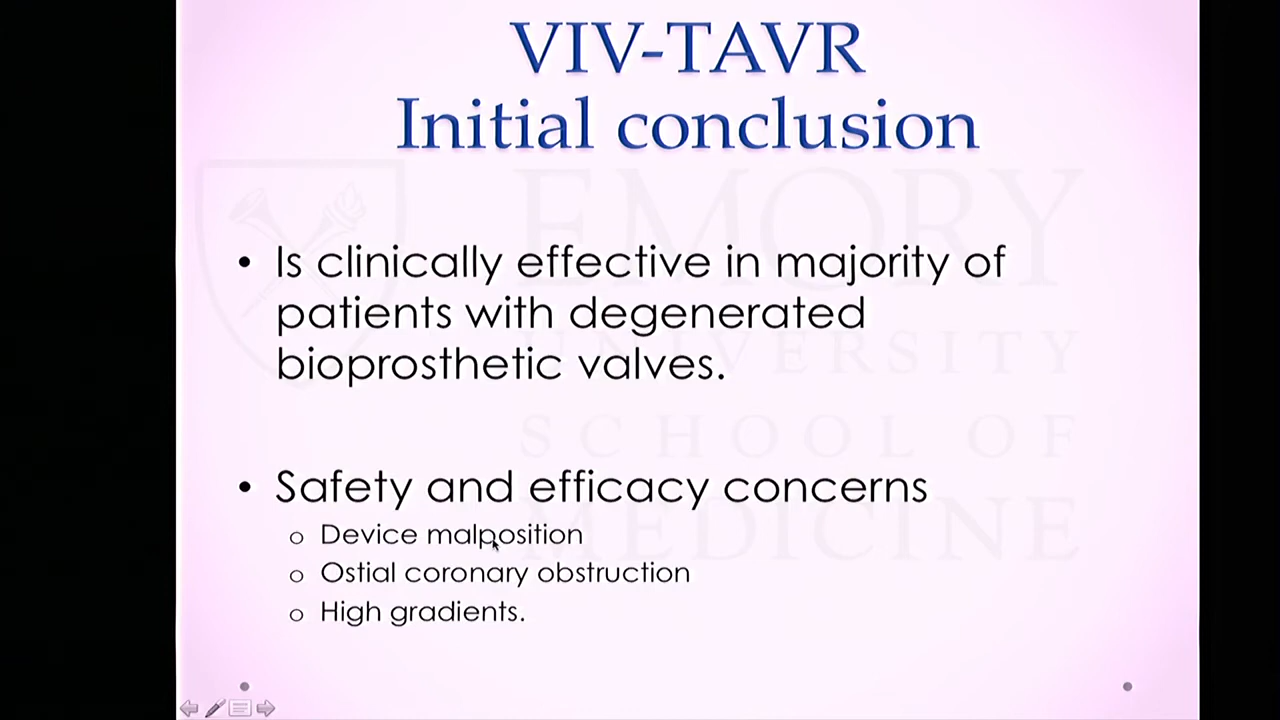 VIV-TAVR
Initial conclusion
• Is clinically effective in majority of
patients with degenerated
bioprosthetic valves.
• Safety and efficacy concerns
o Device malposition
o Ostial coronary obstruction
o High gradients.
EMORY
UNIVERSITY
SCHOOL OF
MEDICINE